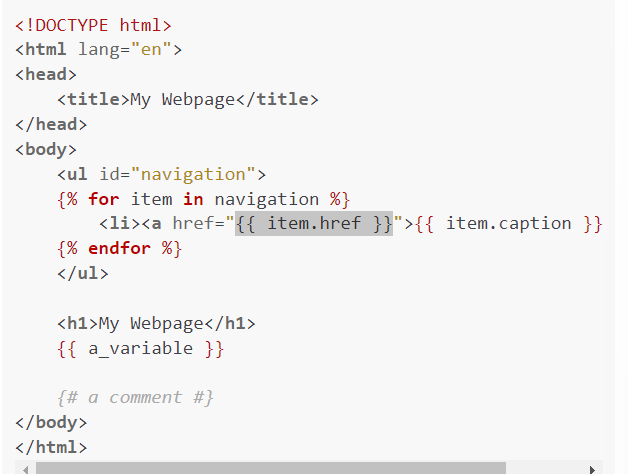 <!DOCTYPE html>
<html lang="en">
<head>
    <title>My Webpage</title>
</head>
<body>
    <ul id="navigation">
    {% for item in navigation %}
        <li><a href="{{ item.href }}">{{ item.caption }}
    {% endfor %}
    </ul>

    <h1>My Webpage</h1>
    {{ a_variable }}

    {# a comment #}
</body>
</html>